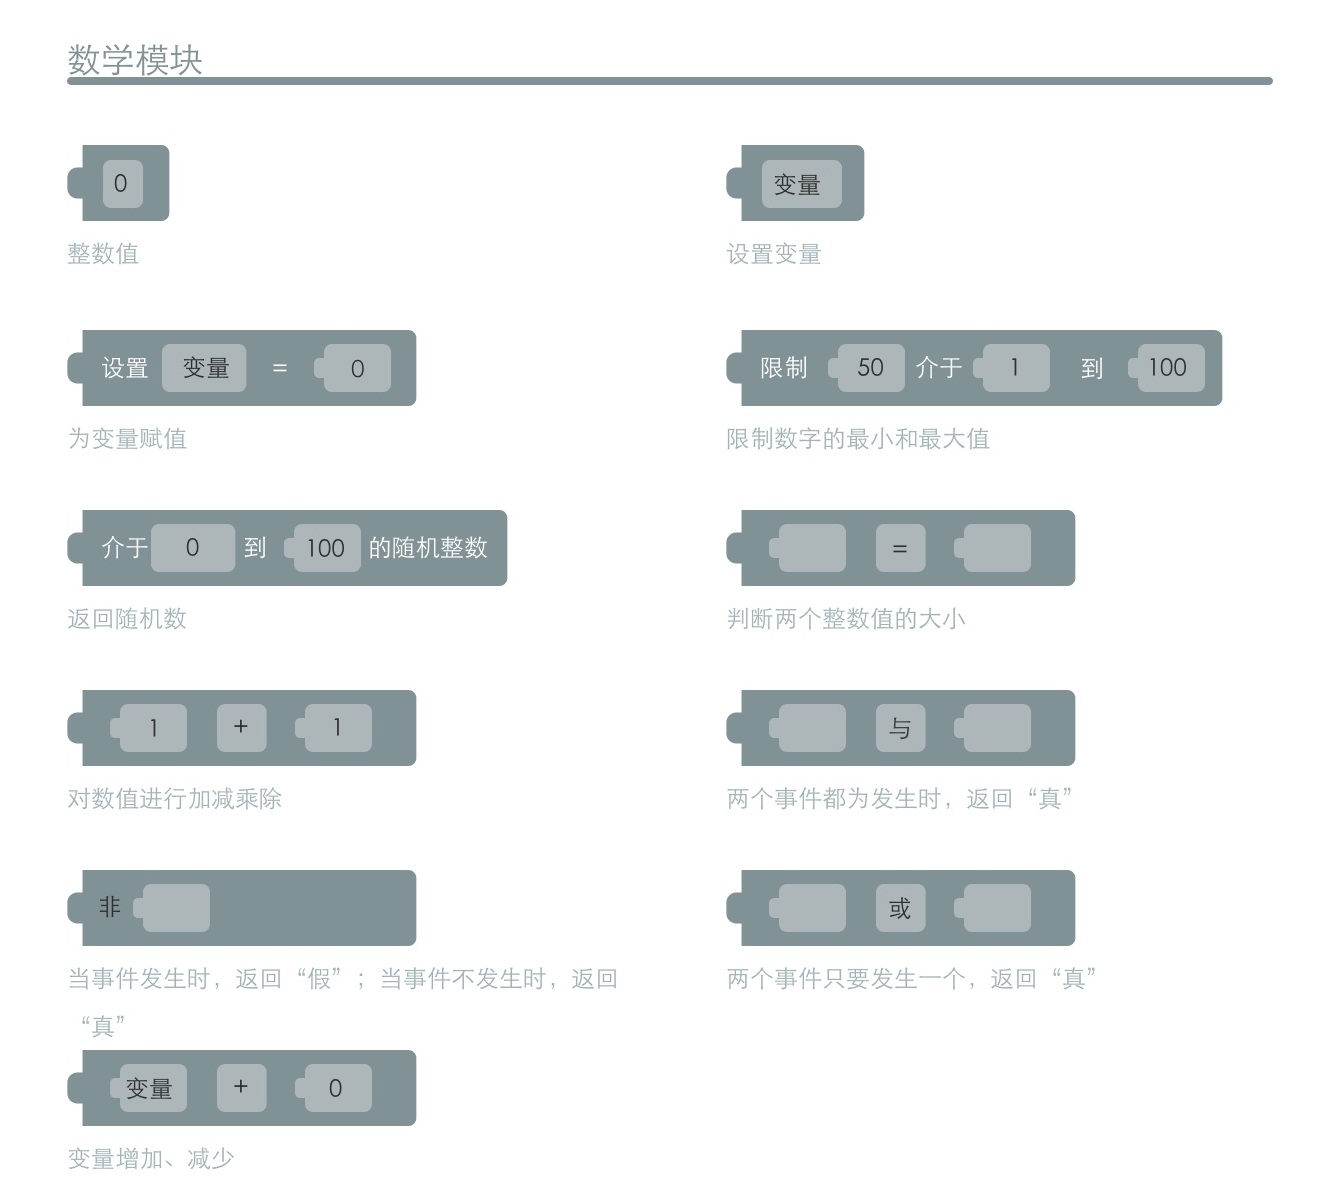 数学模块
0
变量
整数值
设置变量
设置 变量 = 0
限制 50 介于 1 到 100
为变量赋值
限制数字的最小和最大值
介于 0 到 100 的随机整数
=
返回随机数
判断两个整数值的大小
1 + 1
与
对数值进行加减乘除
两个事件都为发生时，返回“真”
非
或
当事件发生时，返回“假”；当事件不发生时，返回
“真”
两个事件只要发生一个，返回“真”
变量 + 0
变量增加、减少